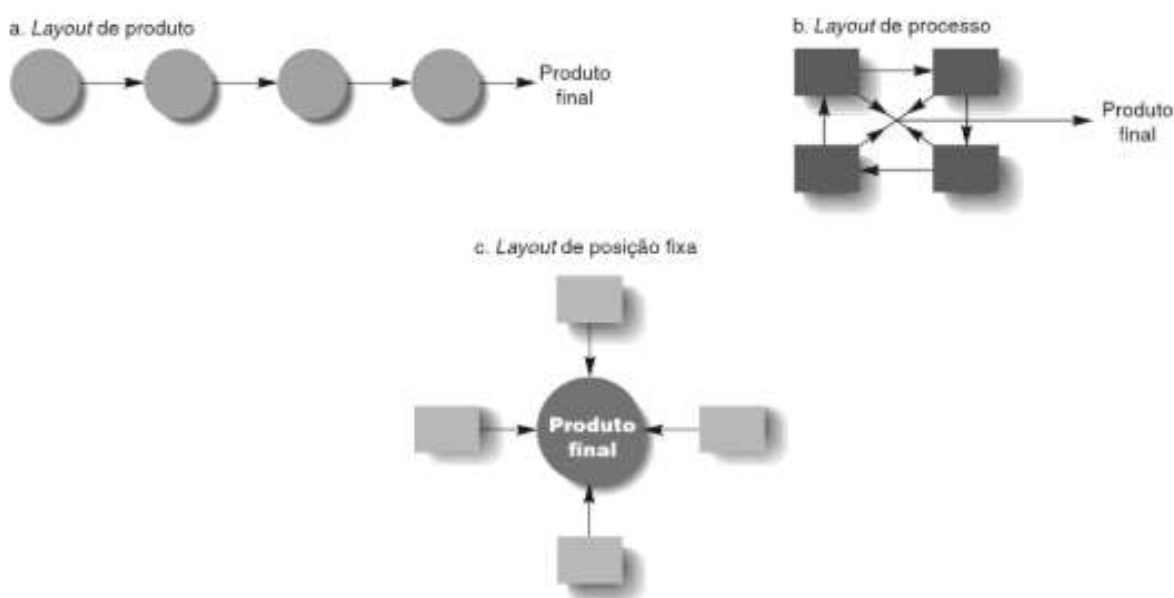 a. Layout de produto
Produto
final
b. Layout de processo
Produto
final
c. Layout de posição fixa
Produto
final